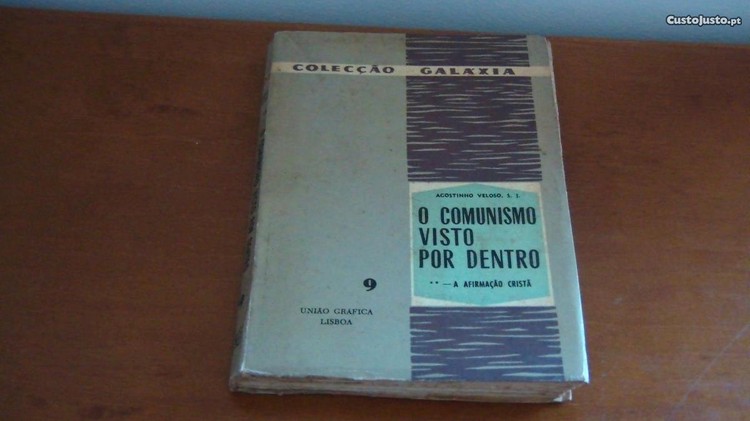 CustoJusto.pt
COLECÇÃO GALÁXIA
AGOSTINHO VELOSO, S. J.
O COMUNISMO
VISTO
POR DENTRO
** — A AFIRMAÇÃO CRISTÃ
9
UNIÃO GRÁFICA
LISBOA